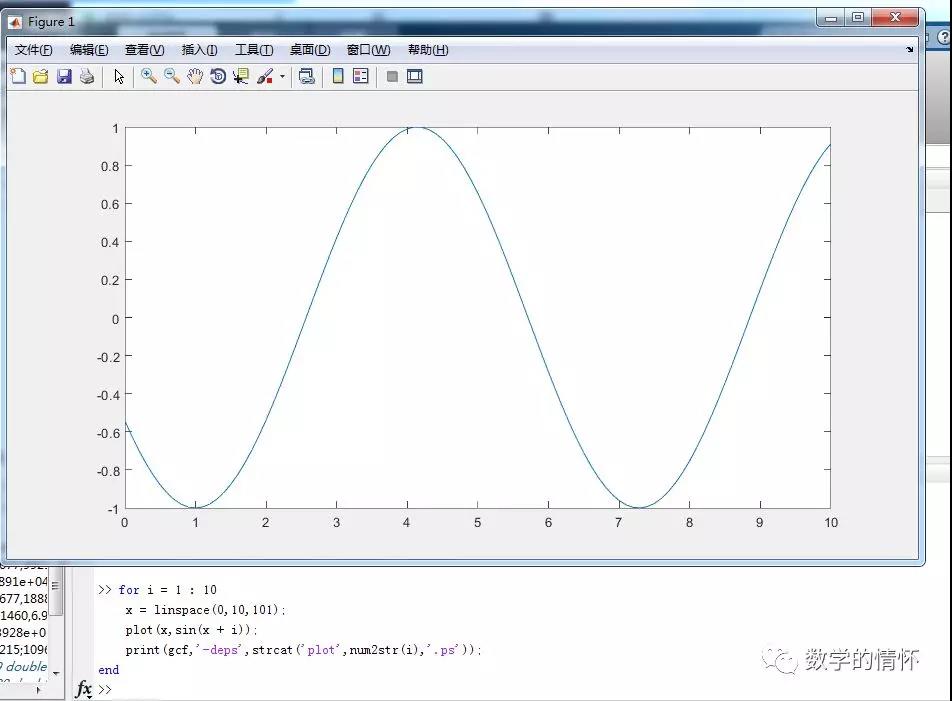 Figure 1
文件(F) 编辑(E) 查看(V) 插入(I) 工具(T) 桌面(D) 窗口(W) 帮助(H)
1
0.8
0.6
0.4
0.2
0
-0.2
-0.4
-0.6
-0.8
-1
0 1 2 3 4 5 6 7 8 9 10
891e+04
677,1888
1460,6.9
3928e+0
215;1096
0 double
>> for i = 1 : 10
x = linspace(0,10,101);
plot(x,sin(x + i));
print(gcf,'-deps',strcat('plot',num2str(i),'.ps'));
end
fx >>
数学的情怀